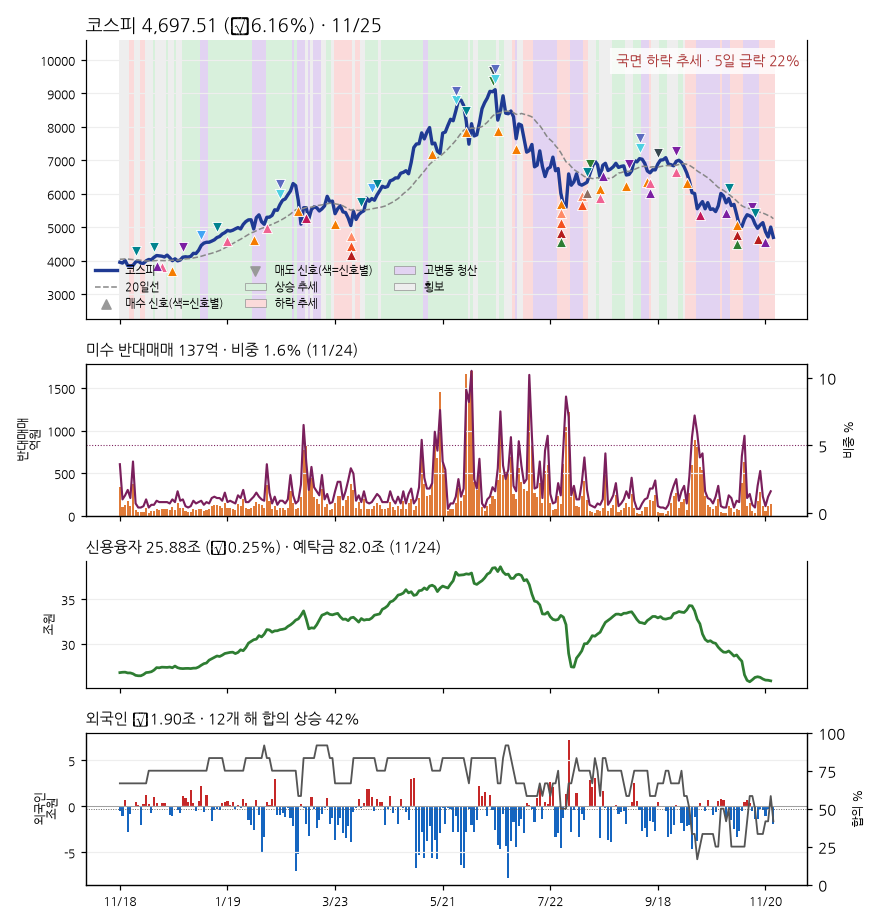 코스피 4,697.51 (√6.16%) · 11/25
국면 하락 추세 · 5일 급락 22%
10000
9000
8000
7000
6000
5000
4000
3000
코스피
20일선
매수 신호(색=신호별)
매도 신호(색=신호별)
상승 추세
하락 추세
고변동 청산
횡보
미수 반대매매 137억 · 비중 1.6% (11/24)
1500
1000
500
0
반대매매
억원
10
5
0
비중 %
신용융자 25.88조 (√0.25%) · 예탁금 82.0조 (11/24)
35
30
조원
외국인 √1.90조 · 12개 해 합의 상승 42%
5
0
-5
외국인
조원
100
75
50
25
0
합의 %
11/18
1/19
3/23
5/21
7/22
9/18
11/20